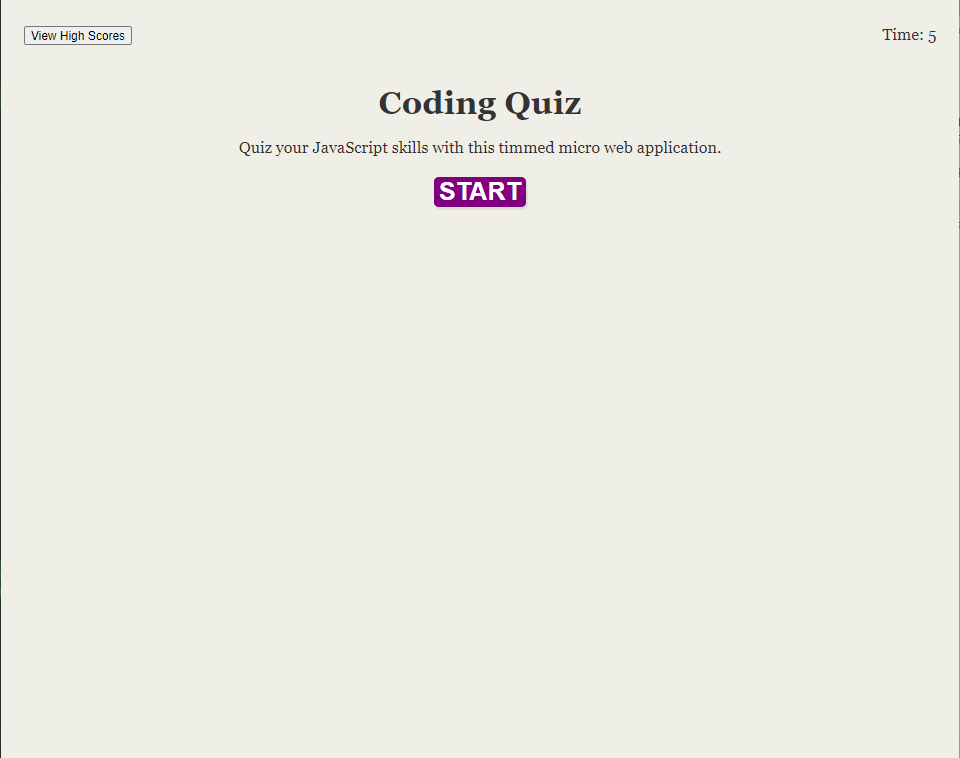 View High Scores
Time: 5
Coding Quiz
Quiz your JavaScript skills with this timmed micro web application.
START